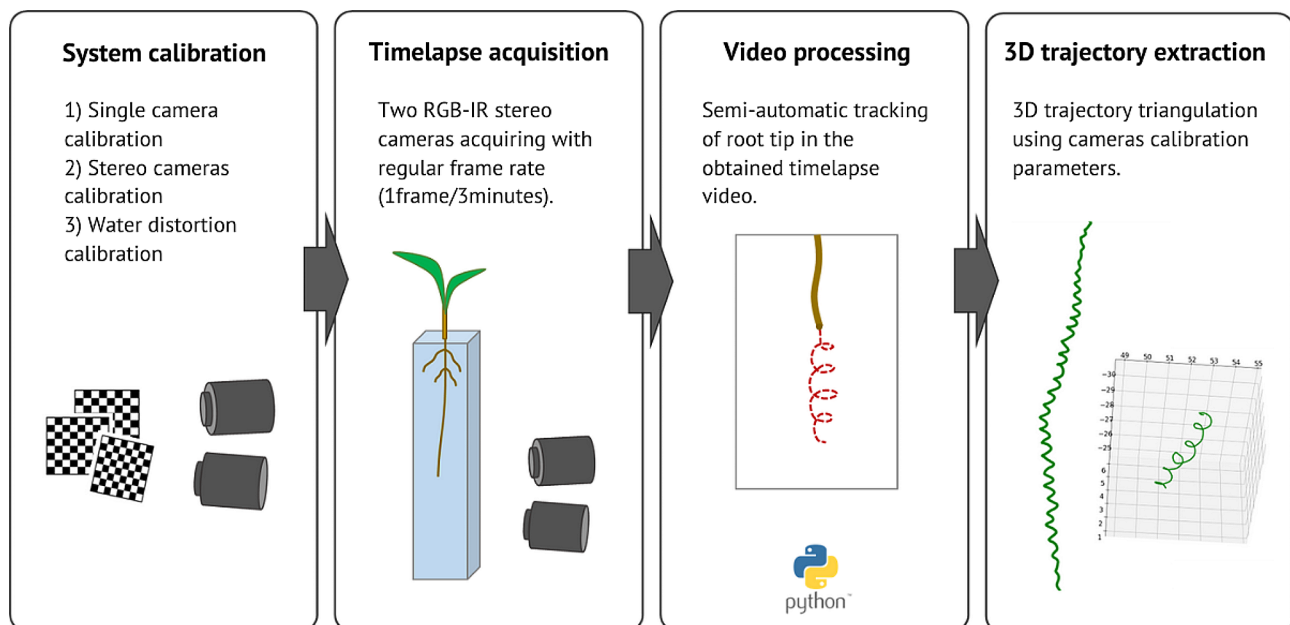 System calibration
1) Single camera
calibration
2) Stereo cameras
calibration
3) Water distortion
calibration
Timelapse acquisition
Two RGB-IR stereo
cameras acquiring with
regular frame rate
(1frame/3minutes).
Video processing
Semi-automatic tracking
of root tip in the
obtained timelapse
video.
python™
3D trajectory extraction
3D trajectory triangulation
using cameras calibration
parameters.
49 50 51 52 53 54 55
-30
-29
-28
-27
-26
-25
6
5
4
3
2
1